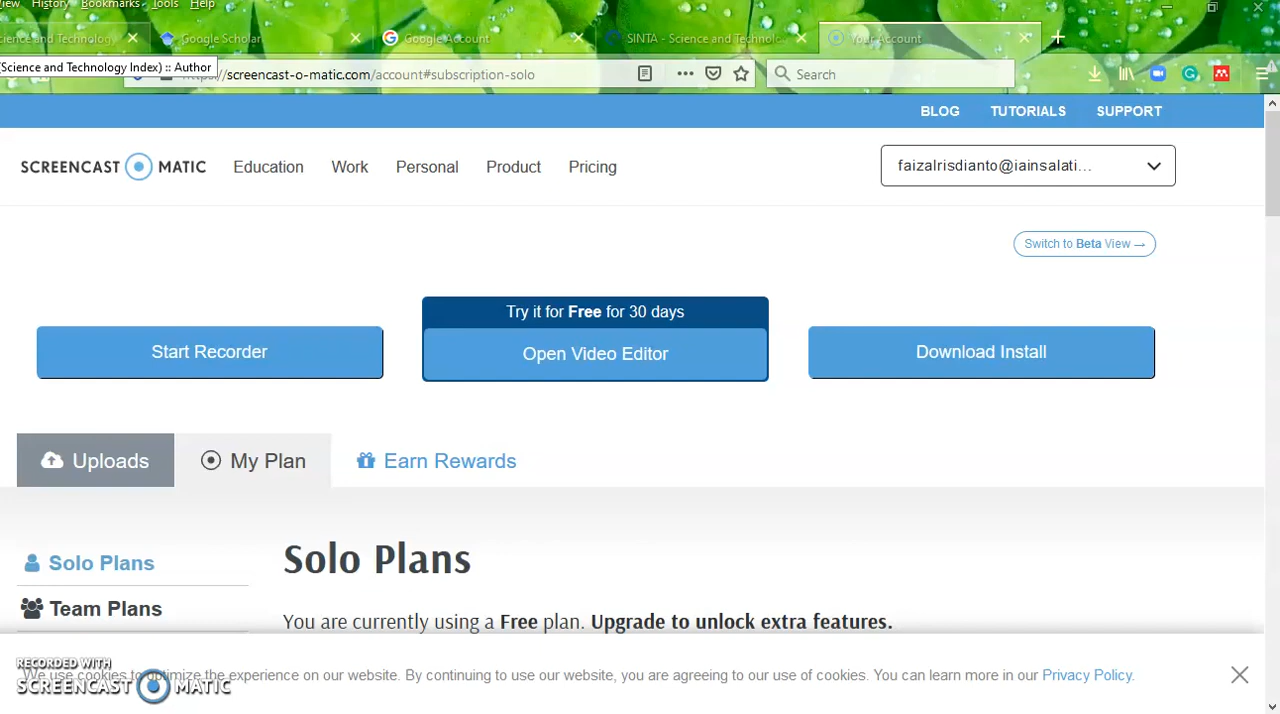 View History Bookmarks Tools Help
Science and Technology
Google Scholar
Google Account
SINTA - Science and Technolo
Your Account
(Science and Technology Index) :: Author
screencast-o-matic.com/account#subscription-solo
Search
BLOG TUTORIALS SUPPORT
SCREENCAST MATIC Education Work Personal Product Pricing
faizalrisdianto@iainsalati...
Switch to Beta View →
Try it for Free for 30 days
Start Recorder Open Video Editor Download Install
Uploads My Plan Earn Rewards
Solo Plans
Team Plans
Solo Plans
You are currently using a Free plan. Upgrade to unlock extra features.
We use cookies to optimize the experience on our website. By continuing to use our website, you are agreeing to our use of cookies. You can learn more in our Privacy Policy.
RECORDED WITH
SCREENCAST MATIC